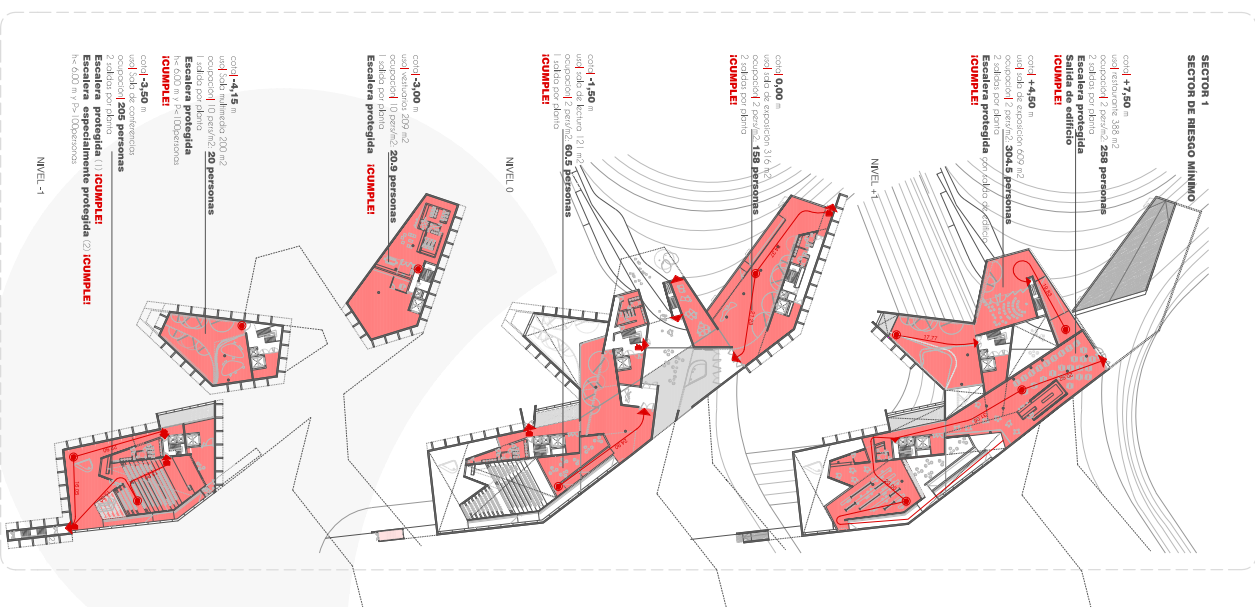 SECTOR 1
SECTOR DE RIESGO MÍNIMO
cota| +7,50 m
uso| restaurante 388 m2
ocupación| 2 pers/m2: 258 personas
2 salidas por planta
Escalera protegida
Salida de edificio
¡CUMPLE!
cota| +4,50 m
uso| sala de exposición 609 m2
ocupación| 2 pers/m2: 304.5 personas
2 salidas por planta
Escalera protegida con salida de edificio
¡CUMPLE!
NIVEL +1
cota| 0,00 m
uso| sala de exposición 316 m2
ocupación| 2 pers/m2: 158 personas
2 salidas por planta
¡CUMPLE!
cota| -1,50 m
uso| sala de lectura 121 m2
ocupación| 2 pers/m2: 60.5 personas
2 salidas por planta
¡CUMPLE!
NIVEL 0
cota| -3,00 m
uso| vestuarios 209 m2
ocupación| 10 pers/m2: 20.9 personas
1 salida por planta
Escalera protegida ¡CUMPLE!
cota| -4,15 m
uso| Sala multimedia 200 m2
ocupación| 10 pers/m2: 20 personas
1 salida por planta
Escalera protegida
h< 6.00 m y P<100personas
¡CUMPLE!
cota| -3,50 m
uso| Sala de conferencias
ocupación| 205 personas
2 salidas por planta
Escalera protegida (1) ¡CUMPLE!
Escalera especialmente protegida (2) ¡CUMPLE!
h< 6.00 m y P>100personas
NIVEL -1
17.77